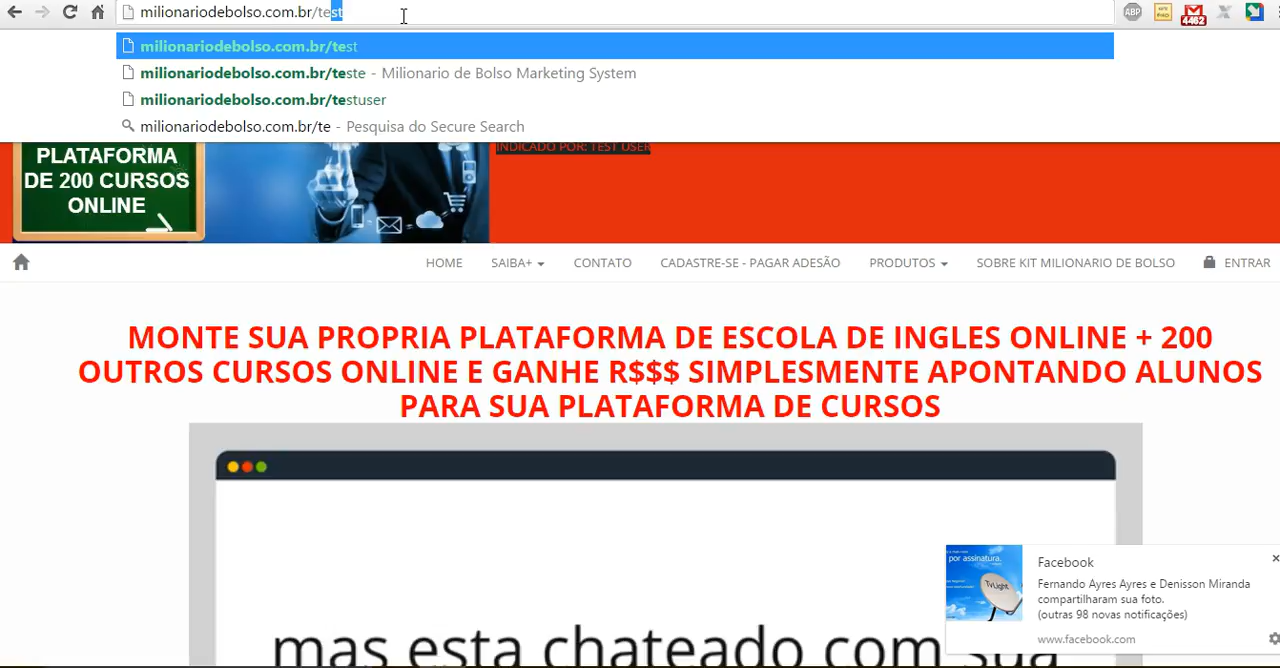 milionariodebolso.com.br/test
ABP
4462
milionariodebolso.com.br/test
milionariodebolso.com.br/teste - Milionario de Bolso Marketing System
milionariodebolso.com.br/testuser
milionariodebolso.com.br/te - Pesquisa do Secure Search
INDICADO POR: TEST USER
PLATAFORMA
DE 200 CURSOS
ONLINE
HOME SAIBA+ CONTATO CADASTRE-SE - PAGAR ADESÃO PRODUTOS SOBRE KIT MILIONARIO DE BOLSO ENTRAR
MONTE SUA PROPRIA PLATAFORMA DE ESCOLA DE INGLES ONLINE + 200
OUTROS CURSOS ONLINE E GANHE R$$$ SIMPLESMENTE APONTANDO ALUNOS
PARA SUA PLATAFORMA DE CURSOS
mas esta chateado com sua
por assinatura.
TvLight
Facebook
Fernando Ayres Ayres e Denisson Miranda
compartilharam sua foto.
(outras 98 novas notificações)
www.facebook.com